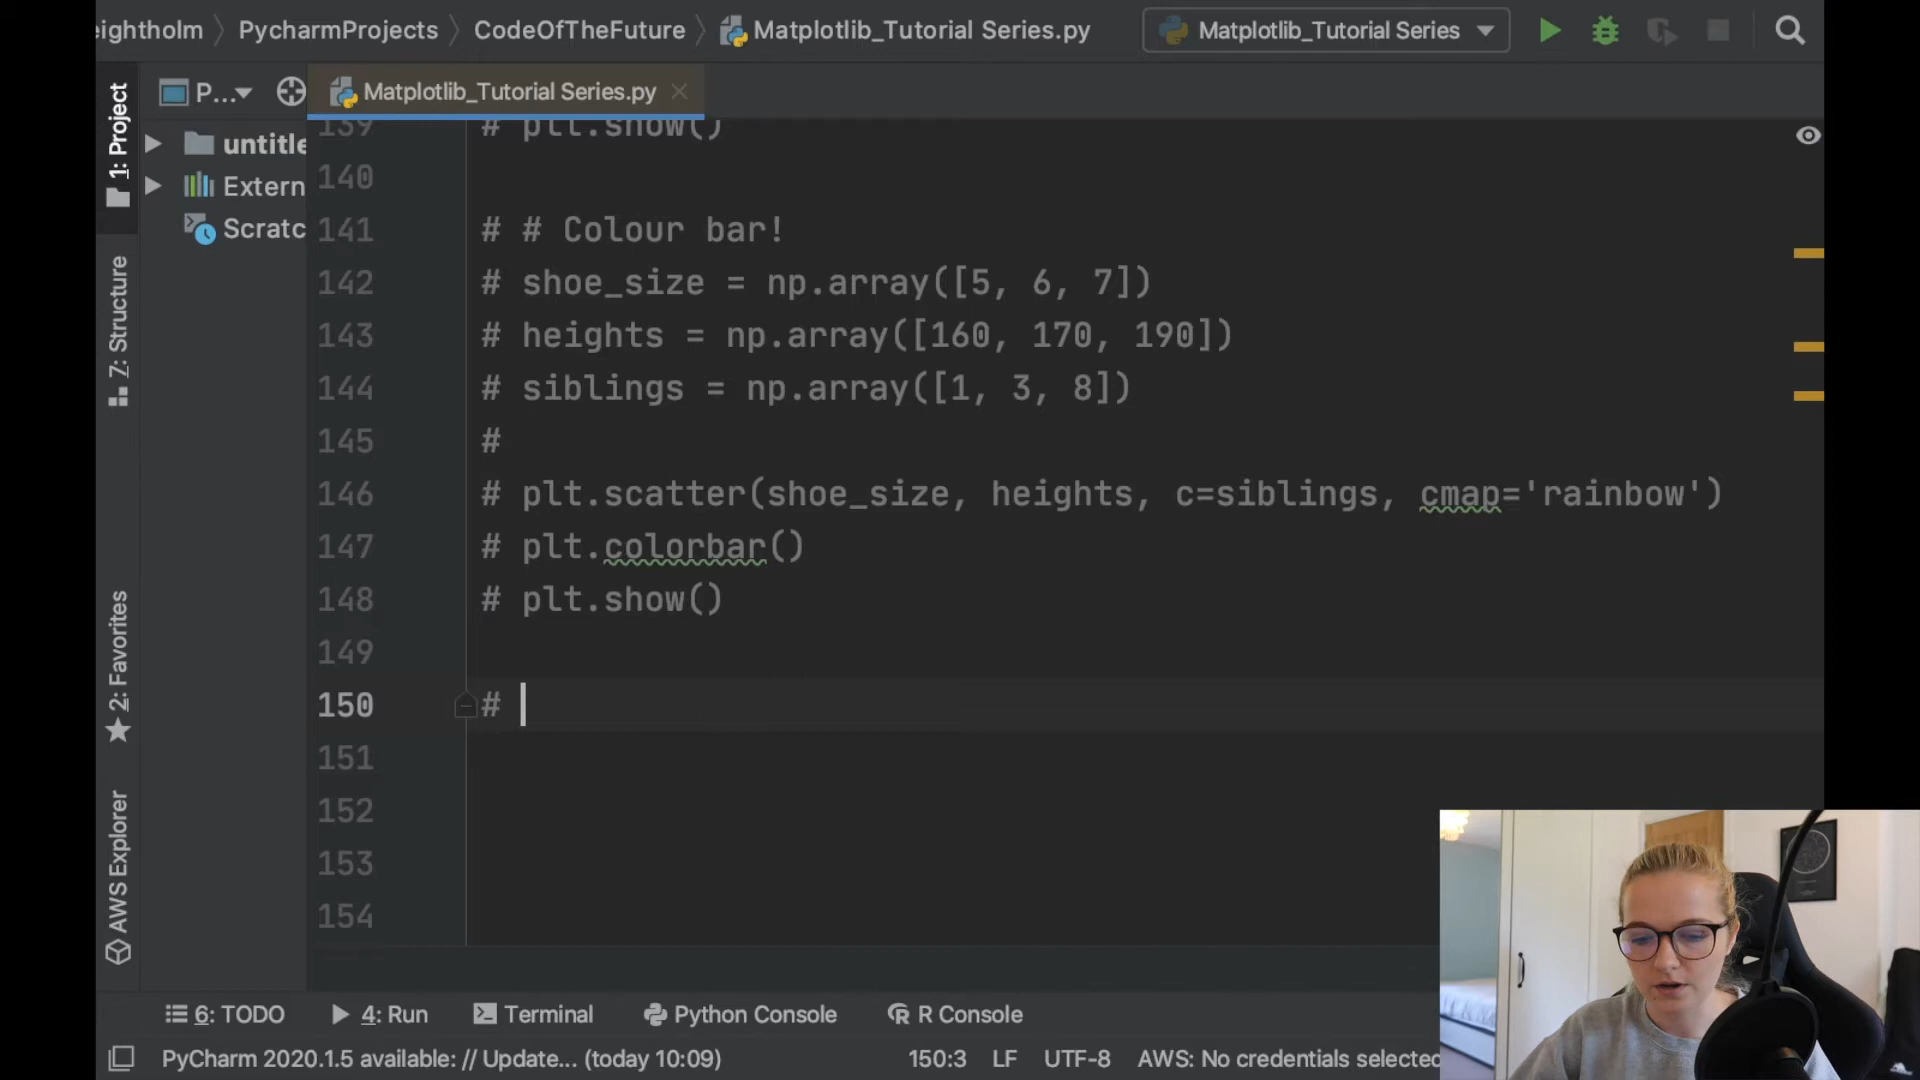 eightholm PycharmProjects CodeOfTheFuture Matplotlib_Tutorial Series.py Matplotlib_Tutorial Series
P... Matplotlib_Tutorial Series.py
1: Project
untitle
Extern
Scratc
7: Structure
2: Favorites
AWS Explorer
139 # plt.show()
140
141 # # Colour bar!
142 # shoe_size = np.array([5, 6, 7])
143 # heights = np.array([160, 170, 190])
144 # siblings = np.array([1, 3, 8])
145 #
146 # plt.scatter(shoe_size, heights, c=siblings, cmap='rainbow')
147 # plt.colorbar()
148 # plt.show()
149
150 #
151
152
153
154
6: TODO 4: Run Terminal Python Console R Console
PyCharm 2020.1.5 available: // Update... (today 10:09) 150:3 LF UTF-8 AWS: No credentials selected